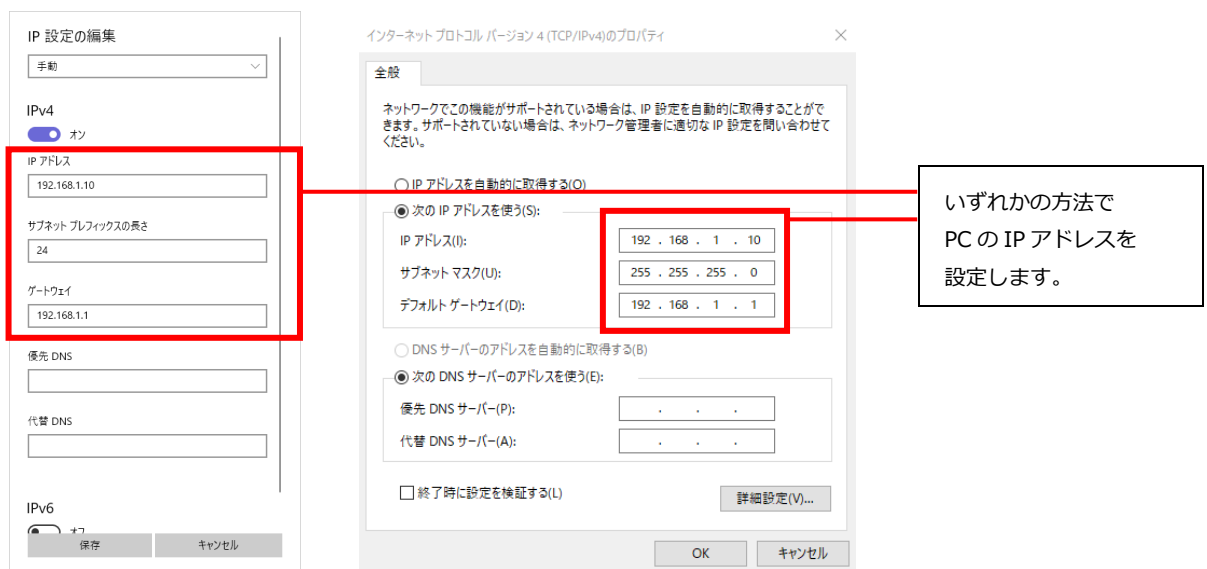 IP 設定の編集
手動
IPv4
オン
IP アドレス
192.168.1.10
サブネット プレフィックスの長さ
24
ゲートウェイ
192.168.1.1
優先 DNS
代替 DNS
IPv6
オフ
保存 キャンセル
インターネット プロトコル バージョン 4 (TCP/IPv4)のプロパティ
全般
ネットワークでこの機能がサポートされている場合は、IP 設定を自動的に取得することがで
きます。サポートされていない場合は、ネットワーク管理者に適切な IP 設定を問い合わせて
ください。
IP アドレスを自動的に取得する(O)
次の IP アドレスを使う(S):
IP アドレス(I): 192 . 168 . 1 . 10
サブネット マスク(U): 255 . 255 . 255 . 0
デフォルト ゲートウェイ(D): 192 . 168 . 1 . 1
DNS サーバーのアドレスを自動的に取得する(B)
次の DNS サーバーのアドレスを使う(E):
優先 DNS サーバー(P): . . .
代替 DNS サーバー(A): . . .
終了時に設定を検証する(L)
詳細設定(V)...
OK キャンセル
いずれかの方法で
PC の IP アドレスを
設定します。